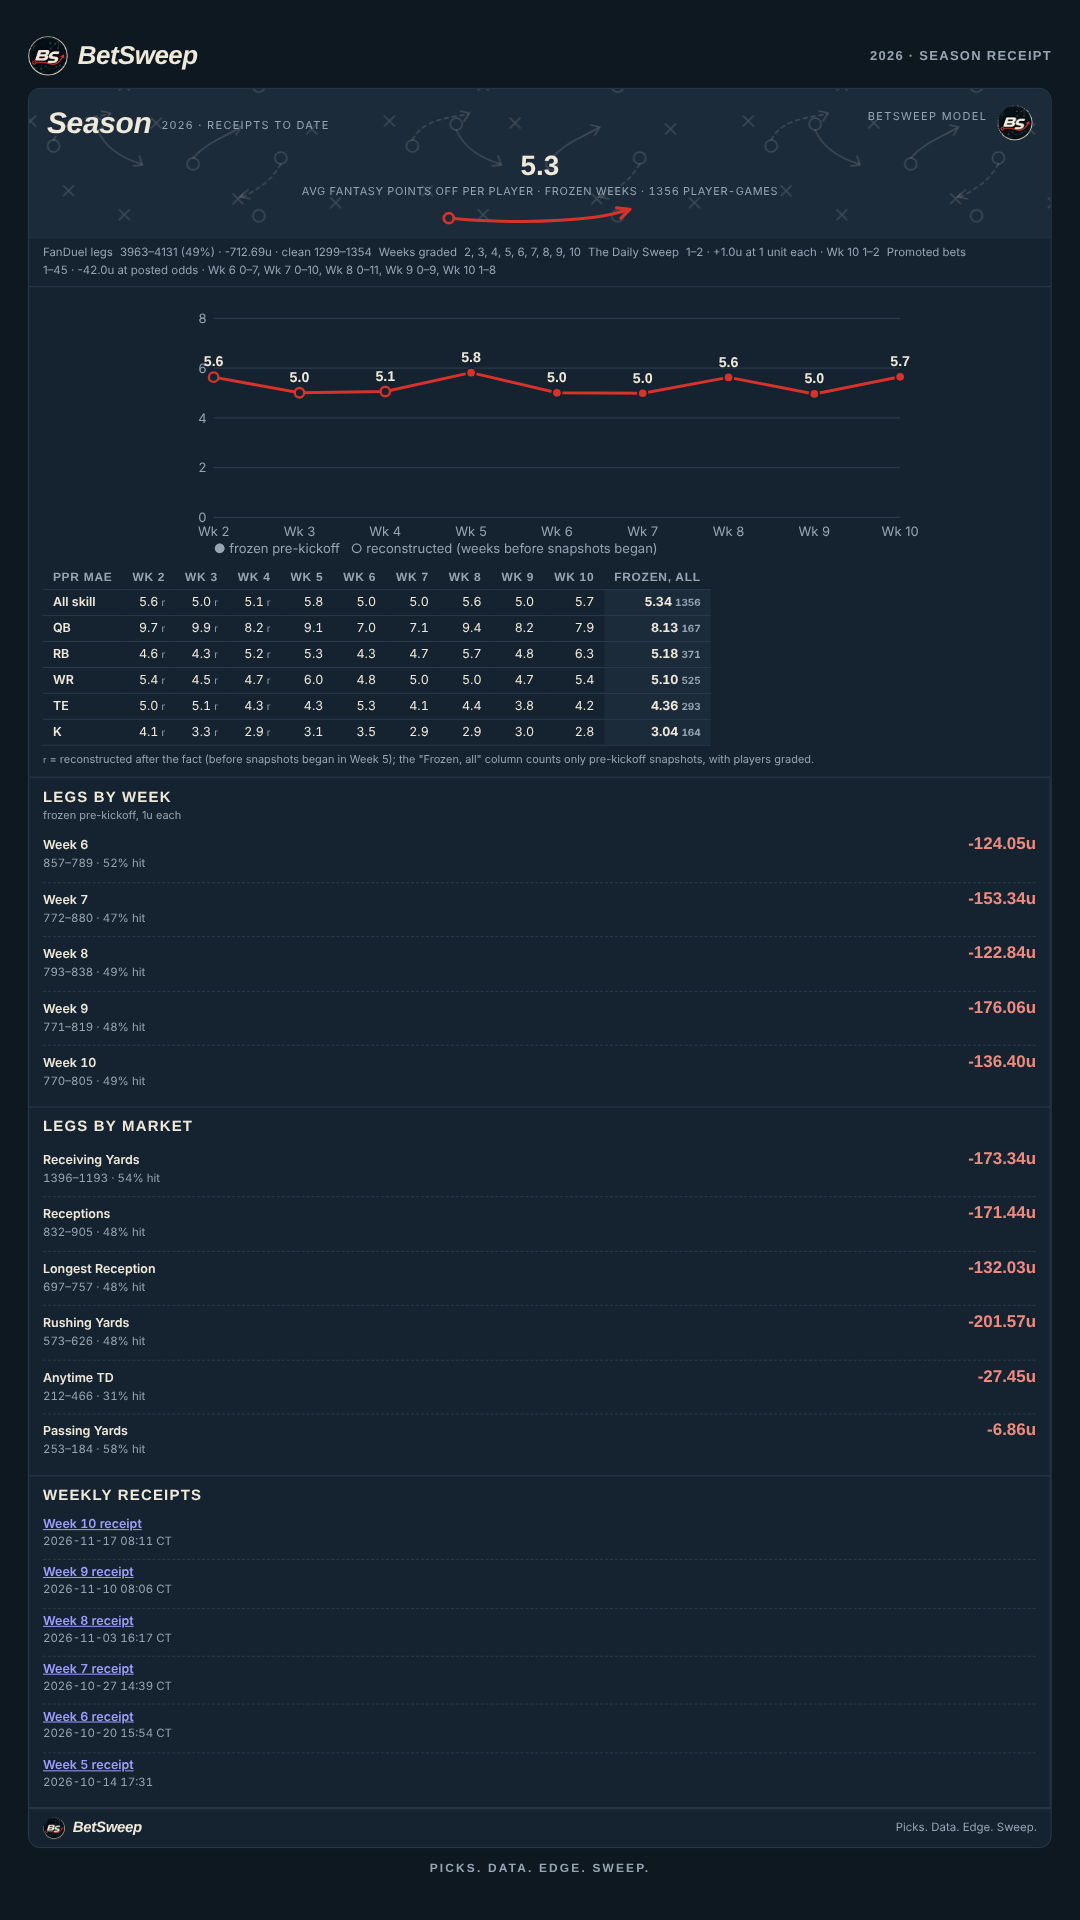 BS BetSweep
2026 · SEASON RECEIPT
Season 2026 · RECEIPTS TO DATE
BETSWEEP MODEL BS
5.3
AVG FANTASY POINTS OFF PER PLAYER · FROZEN WEEKS · 1356 PLAYER-GAMES
FanDuel legs 3963–4131 (49%) · -712.69u · clean 1299–1354 Weeks graded 2, 3, 4, 5, 6, 7, 8, 9, 10 The Daily Sweep 1–2 · +1.0u at 1 unit each · Wk 10 1–2 Promoted bets
1–45 · -42.0u at posted odds · Wk 6 0–7, Wk 7 0–10, Wk 8 0–11, Wk 9 0–9, Wk 10 1–8
8
6
4
2
0
5.6 5.0 5.1 5.8 5.0 5.0 5.6 5.0 5.7
Wk 2 Wk 3 Wk 4 Wk 5 Wk 6 Wk 7 Wk 8 Wk 9 Wk 10
frozen pre-kickoff reconstructed (weeks before snapshots began)
PPR MAE WK 2 WK 3 WK 4 WK 5 WK 6 WK 7 WK 8 WK 9 WK 10 FROZEN, ALL
All skill 5.6 r 5.0 r 5.1 r 5.8 5.0 5.0 5.6 5.0 5.7 5.34 1356
QB 9.7 r 9.9 r 8.2 r 9.1 7.0 7.1 9.4 8.2 7.9 8.13 167
RB 4.6 r 4.3 r 5.2 r 5.3 4.3 4.7 5.7 4.8 6.3 5.18 371
WR 5.4 r 4.5 r 4.7 r 6.0 4.8 5.0 5.0 4.7 5.4 5.10 525
TE 5.0 r 5.1 r 4.3 r 4.3 5.3 4.1 4.4 3.8 4.2 4.36 293
K 4.1 r 3.3 r 2.9 r 3.1 3.5 2.9 2.9 3.0 2.8 3.04 164
r = reconstructed after the fact (before snapshots began in Week 5); the "Frozen, all" column counts only pre-kickoff snapshots, with players graded.
LEGS BY WEEK
frozen pre-kickoff, 1u each
Week 6 -124.05u
857–789 · 52% hit
Week 7 -153.34u
772–880 · 47% hit
Week 8 -122.84u
793–838 · 49% hit
Week 9 -176.06u
771–819 · 48% hit
Week 10 -136.40u
770–805 · 49% hit
LEGS BY MARKET
Receiving Yards -173.34u
1396–1193 · 54% hit
Receptions -171.44u
832–905 · 48% hit
Longest Reception -132.03u
697–757 · 48% hit
Rushing Yards -201.57u
573–626 · 48% hit
Anytime TD -27.45u
212–466 · 31% hit
Passing Yards -6.86u
253–184 · 58% hit
WEEKLY RECEIPTS
Week 10 receipt
2026-11-17 08:11 CT
Week 9 receipt
2026-11-10 08:06 CT
Week 8 receipt
2026-11-03 16:17 CT
Week 7 receipt
2026-10-27 14:39 CT
Week 6 receipt
2026-10-20 15:54 CT
Week 5 receipt
2026-10-14 17:31
BS BetSweep
Picks. Data. Edge. Sweep.
PICKS. DATA. EDGE. SWEEP.